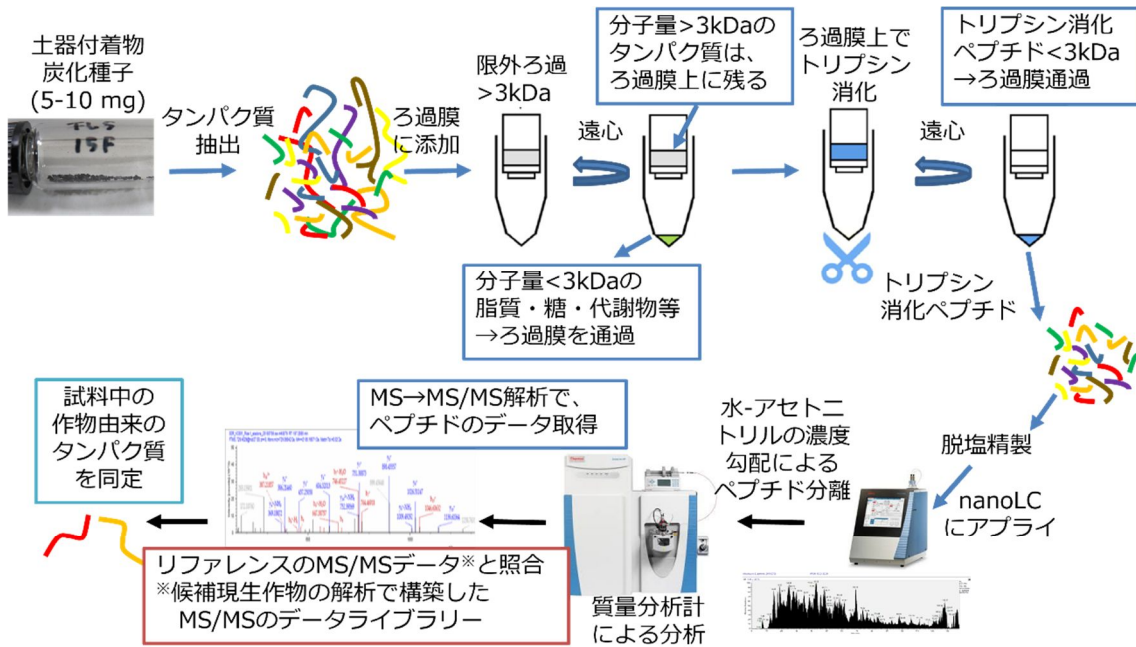 土器付着物
炭化種子
(5-10 mg)
15F
タンパク質
抽出
ろ過膜
に添加
限外ろ過
>3kDa
遠心
分子量>3kDaの
タンパク質は、
ろ過膜上に残る
ろ過膜上で
トリプシン
消化
遠心
トリプシン消化
ペプチド<3kDa
→ろ過膜通過
分子量<3kDaの
脂質・糖・代謝物等
→ろ過膜を通過
トリプシン
消化ペプチド
脱塩精製
nanoLC
にアプライ
水-アセトニ
トリルの濃度
勾配による
ペプチド分離
質量分析計
による分析
MS→MS/MS解析で、
ペプチドのデータ取得
リファレンスのMS/MSデータ※と照合
※候補現生作物の解析で構築した
MS/MSのデータライブラリー
試料中の
作物由来の
タンパク質
を同定